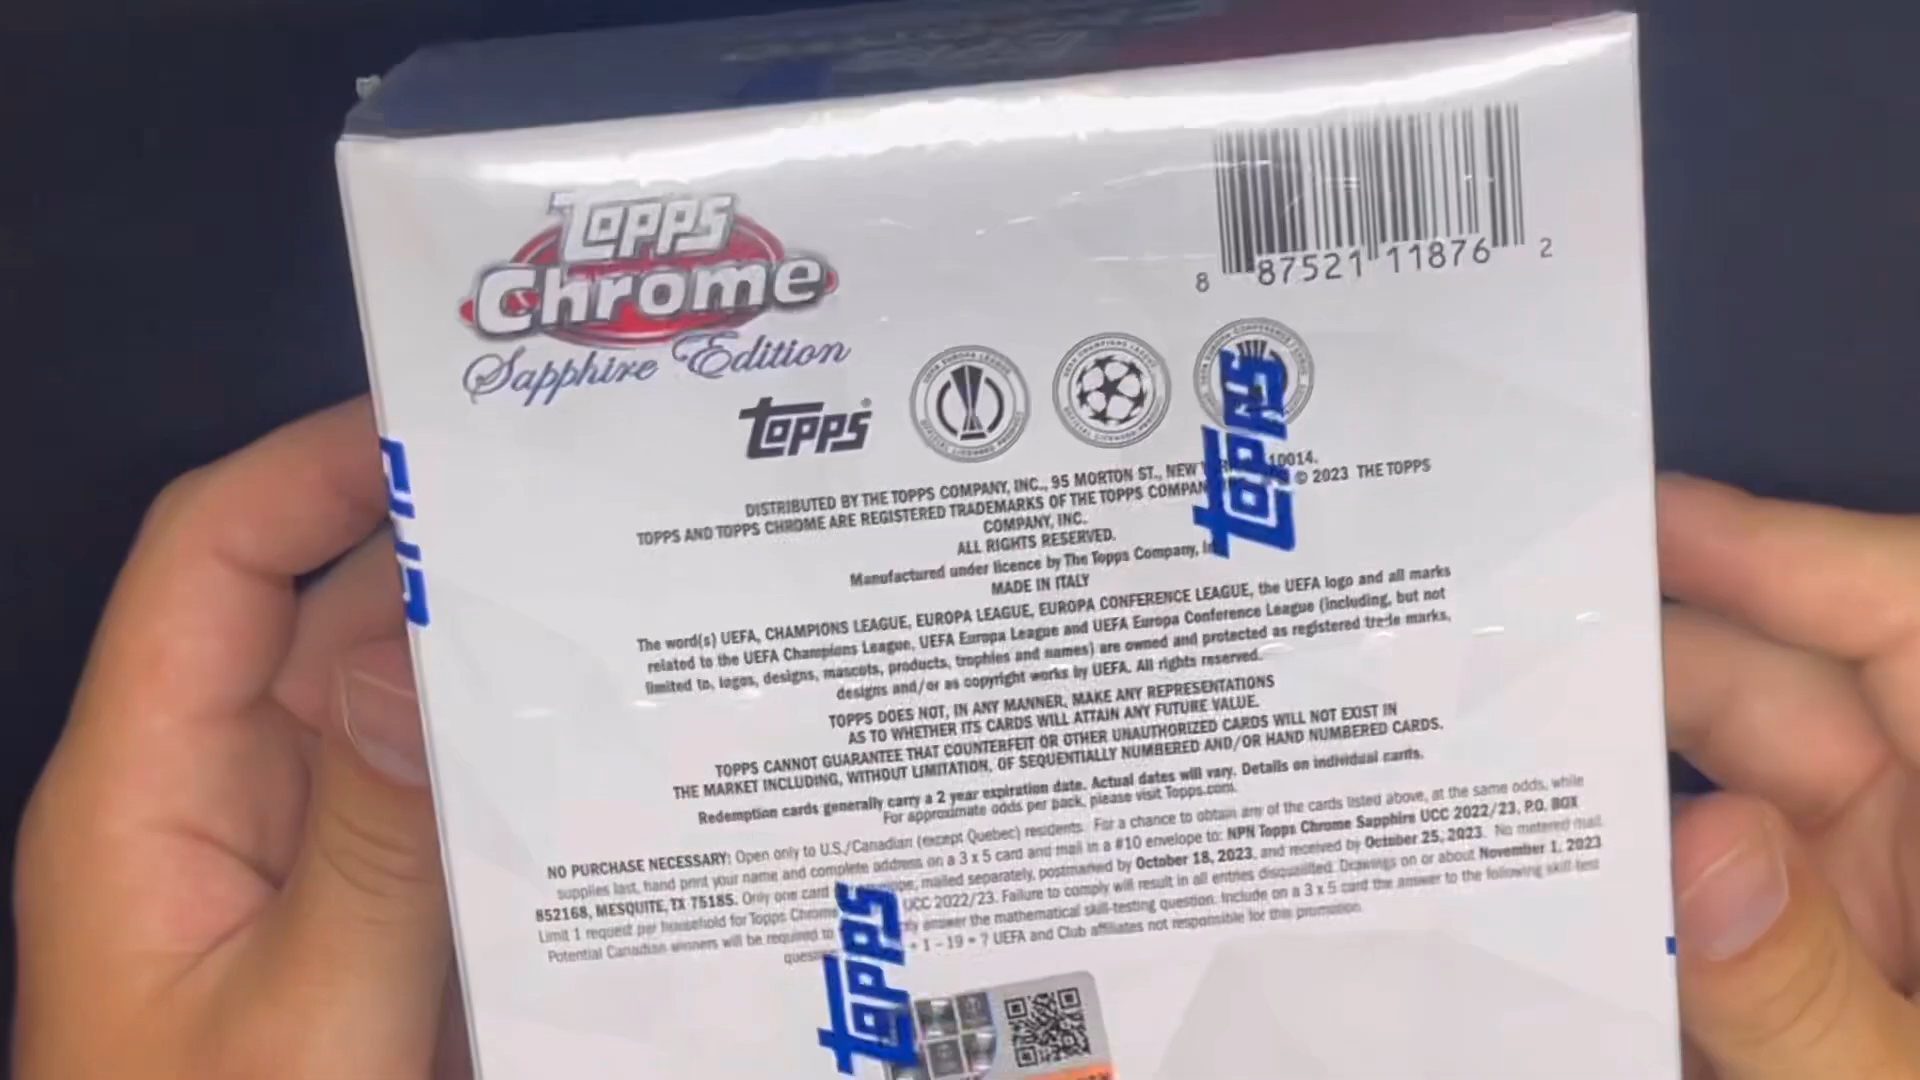 Topps
Chrome
Sapphire Edition
8 87521 11876 2
TOPPS®
DISTRIBUTED BY THE TOPPS COMPANY, INC., 95 MORTON ST., NEW 10014.
TOPPS AND TOPPS CHROME ARE REGISTERED TRADEMARKS OF THE TOPPS © 2023 THE TOPPS
COMPANY, INC.
ALL RIGHTS RESERVED.
Manufactured under licence by The Topps Company,
MADE IN ITALY
The word(s) UEFA, CHAMPIONS LEAGUE, EUROPA LEAGUE, EUROPA CONFERENCE LEAGUE, the UEFA logo and all marks
related to the UEFA Champions League, UEFA Europa League and UEFA Europa Conference League (including, but not
limited to, logos, designs, mascots, products, trophies and names) are owned and protected as registered trade marks,
designs and/or as copyright works by UEFA. All rights reserved.
TOPPS DOES NOT, IN ANY MANNER, MAKE ANY REPRESENTATIONS
AS TO WHETHER ITS CARDS WILL ATTAIN ANY FUTURE VALUE.
TOPPS CANNOT GUARANTEE THAT COUNTERFEIT OR OTHER UNAUTHORIZED CARDS WILL NOT EXIST IN
THE MARKET INCLUDING, WITHOUT LIMITATION, OF SEQUENTIALLY NUMBERED AND/OR HAND NUMBERED CARDS.
Redemption cards generally carry a 2 year expiration date. Actual dates will vary. Details on individual cards.
For approximate odds per pack, please visit Topps.com.
NO PURCHASE NECESSARY: Open only to U.S./Canadian (except Quebec) residents. For a chance to obtain any of the cards listed above, at the same odds, while
supplies last, hand print your name and complete address on a 3 x 5 card and mail in a #10 envelope to: NPN Topps Chrome Sapphire UCC 2022/23, P.O. BOX
852168, MESQUITE, TX 75185. Only one card mailed separately, postmarked by October 18, 2023, and received by October 25, 2023. No metered mail.
Limit 1 request per household for Topps Chrome UCC 2022/23. Failure to comply will result in all entries disqualified. Drawings on or about November 1, 2023
Potential Canadian winners will be required to answer the mathematical skill-testing question. Include on a 3 x 5 card the answer to the following skill test
+ 1 - 19 = ? UEFA and Club affiliates not responsible for this promotion.
TOPPS
TOPPS